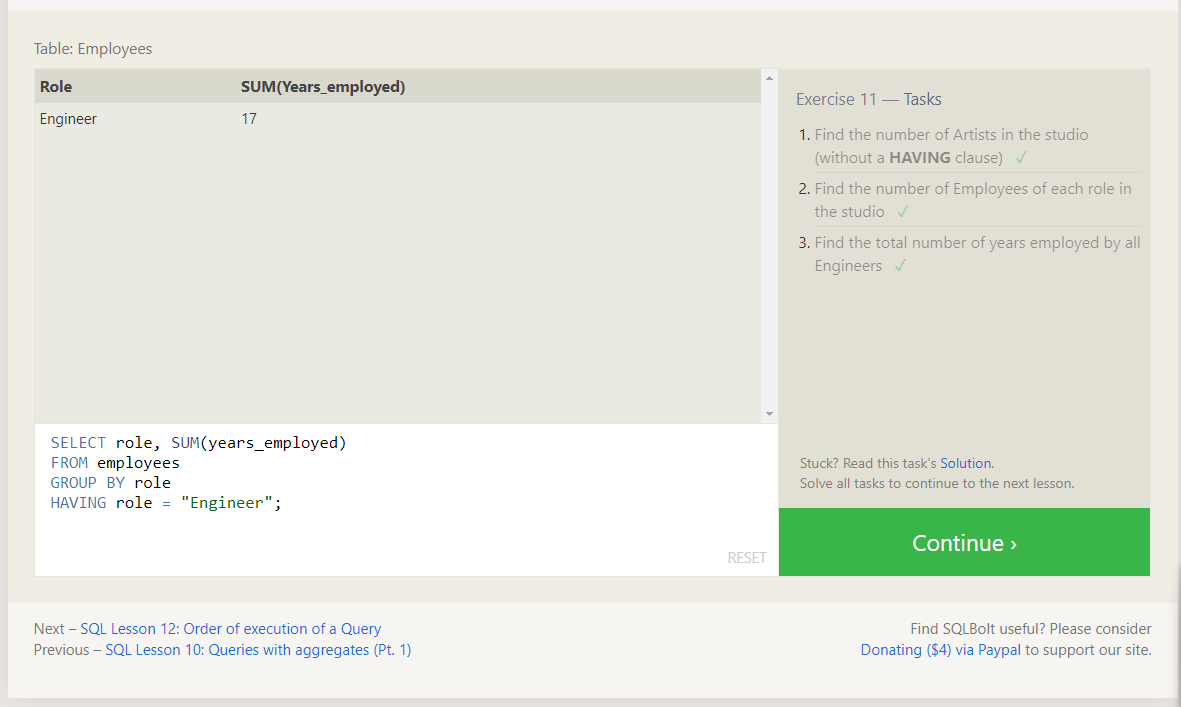 Table: Employees
Role SUM(Years_employed)
Engineer 17
SELECT role, SUM(years_employed)
FROM employees
GROUP BY role
HAVING role = "Engineer";
RESET
Exercise 11 — Tasks
1. Find the number of Artists in the studio
(without a HAVING clause) ✓
2. Find the number of Employees of each role in
the studio ✓
3. Find the total number of years employed by all
Engineers ✓
Stuck? Read this task's Solution.
Solve all tasks to continue to the next lesson.
Continue ›
Next – SQL Lesson 12: Order of execution of a Query
Previous – SQL Lesson 10: Queries with aggregates (Pt. 1)
Find SQLBolt useful? Please consider
Donating ($4) via Paypal to support our site.